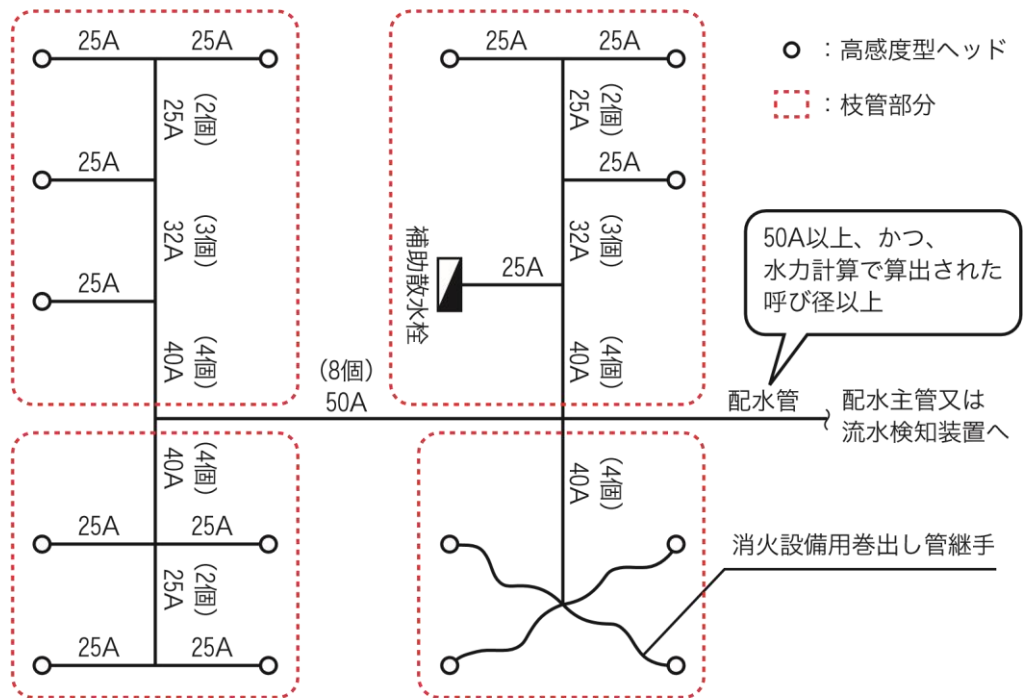 25A 25A
(2個)
25A
25A
(3個)
32A
25A
(4個)
40A
25A 25A
(2個)
25A
25A
(3個)
32A
補助散水栓
25A
(4個)
40A
：高感度型ヘッド
：枝管部分
50A以上、かつ、
水力計算で算出された
呼び径以上
(8個)
50A
配水管
配水主管又は
流水検知装置へ
(4個)
40A
25A 25A
(2個)
25A
25A 25A
(4個)
40A
消火設備用巻出し管継手